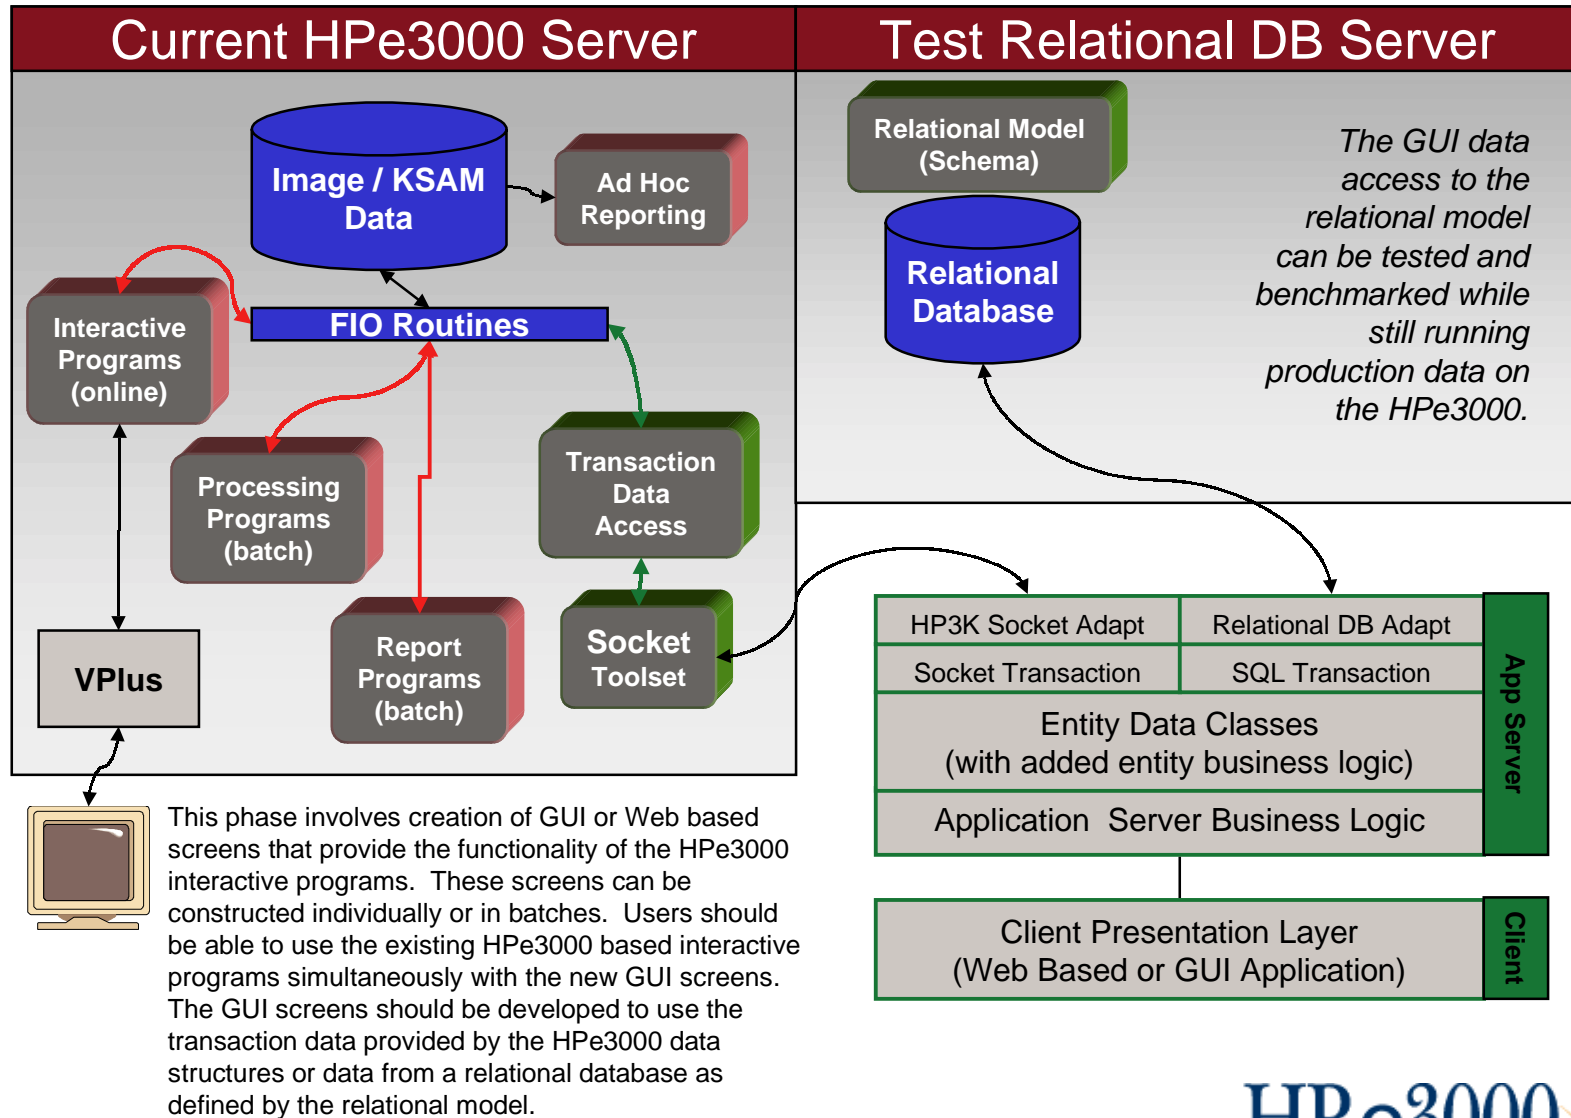 Current HPe3000 Server
Test Relational DB Server
Image / KSAM
Data
Ad Hoc
Reporting
Relational Model
(Schema)
Relational
Database
The GUI data
access to the
relational model
can be tested and
benchmarked while
still running
production data on
the HPe3000.
Interactive
Programs
(online)
FIO Routines
Processing
Programs
(batch)
Transaction
Data
Access
Report
Programs
(batch)
Socket
Toolset
VPlus
HP3K Socket Adapt
Relational DB Adapt
Socket Transaction
SQL Transaction
Entity Data Classes
(with added entity business logic)
Application Server Business Logic
App Server
Client Presentation Layer
(Web Based or GUI Application)
Client
This phase involves creation of GUI or Web based
screens that provide the functionality of the HPe3000
interactive programs. These screens can be
constructed individually or in batches. Users should
be able to use the existing HPe3000 based interactive
programs simultaneously with the new GUI screens.
The GUI screens should be developed to use the
transaction data provided by the HPe3000 data
structures or data from a relational database as
defined by the relational model.
HPe3000